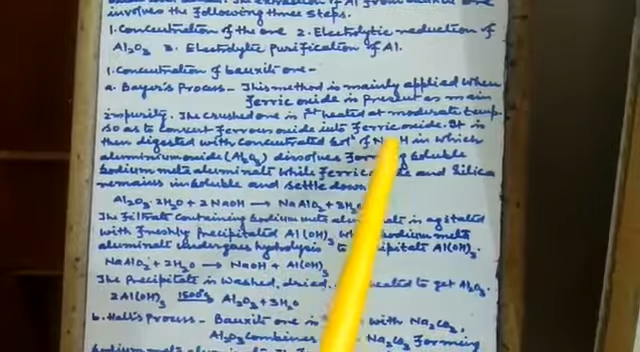 involves the following three steps.
1. Concentration of the ore 2. Electrolytic reduction of
Al₂O₃ 3. Electrolytic Purification of Al.
1. Concentration of bauxite ore -
a. Bayer's Process - This method is mainly applied when
ferric oxide is Present as main
impurity. The crushed ore is 1st heated at moderate temp.
so as to convert ferrous oxide into ferric oxide. It is
then digested with concentrated solⁿ of NaOH in which
aluminium oxide (Al₂O₃) dissolves forming soluble
sodium meta aluminate while ferric and silica
remains insoluble and settle down
Al₂O₃·2H₂O + 2NaOH → NaAlO₂ + 3H₂O
The filtrate containing sodium meta is agitated
with freshly precipitated Al(OH)₃ sodium meta
aluminate undergoes hydrolysis to Al(OH)₃.
NaAlO₂ + 2H₂O → NaOH + Al(OH)₃
The Precipitate is washed, dried heated to get Al₂O₃.
2Al(OH)₃ 1500°c Al₂O₃ + 3H₂O
b. Hall's Process - Bauxite ore is with Na₂CO₃,
Al₂O₃ combines Na₂CO₃ forming